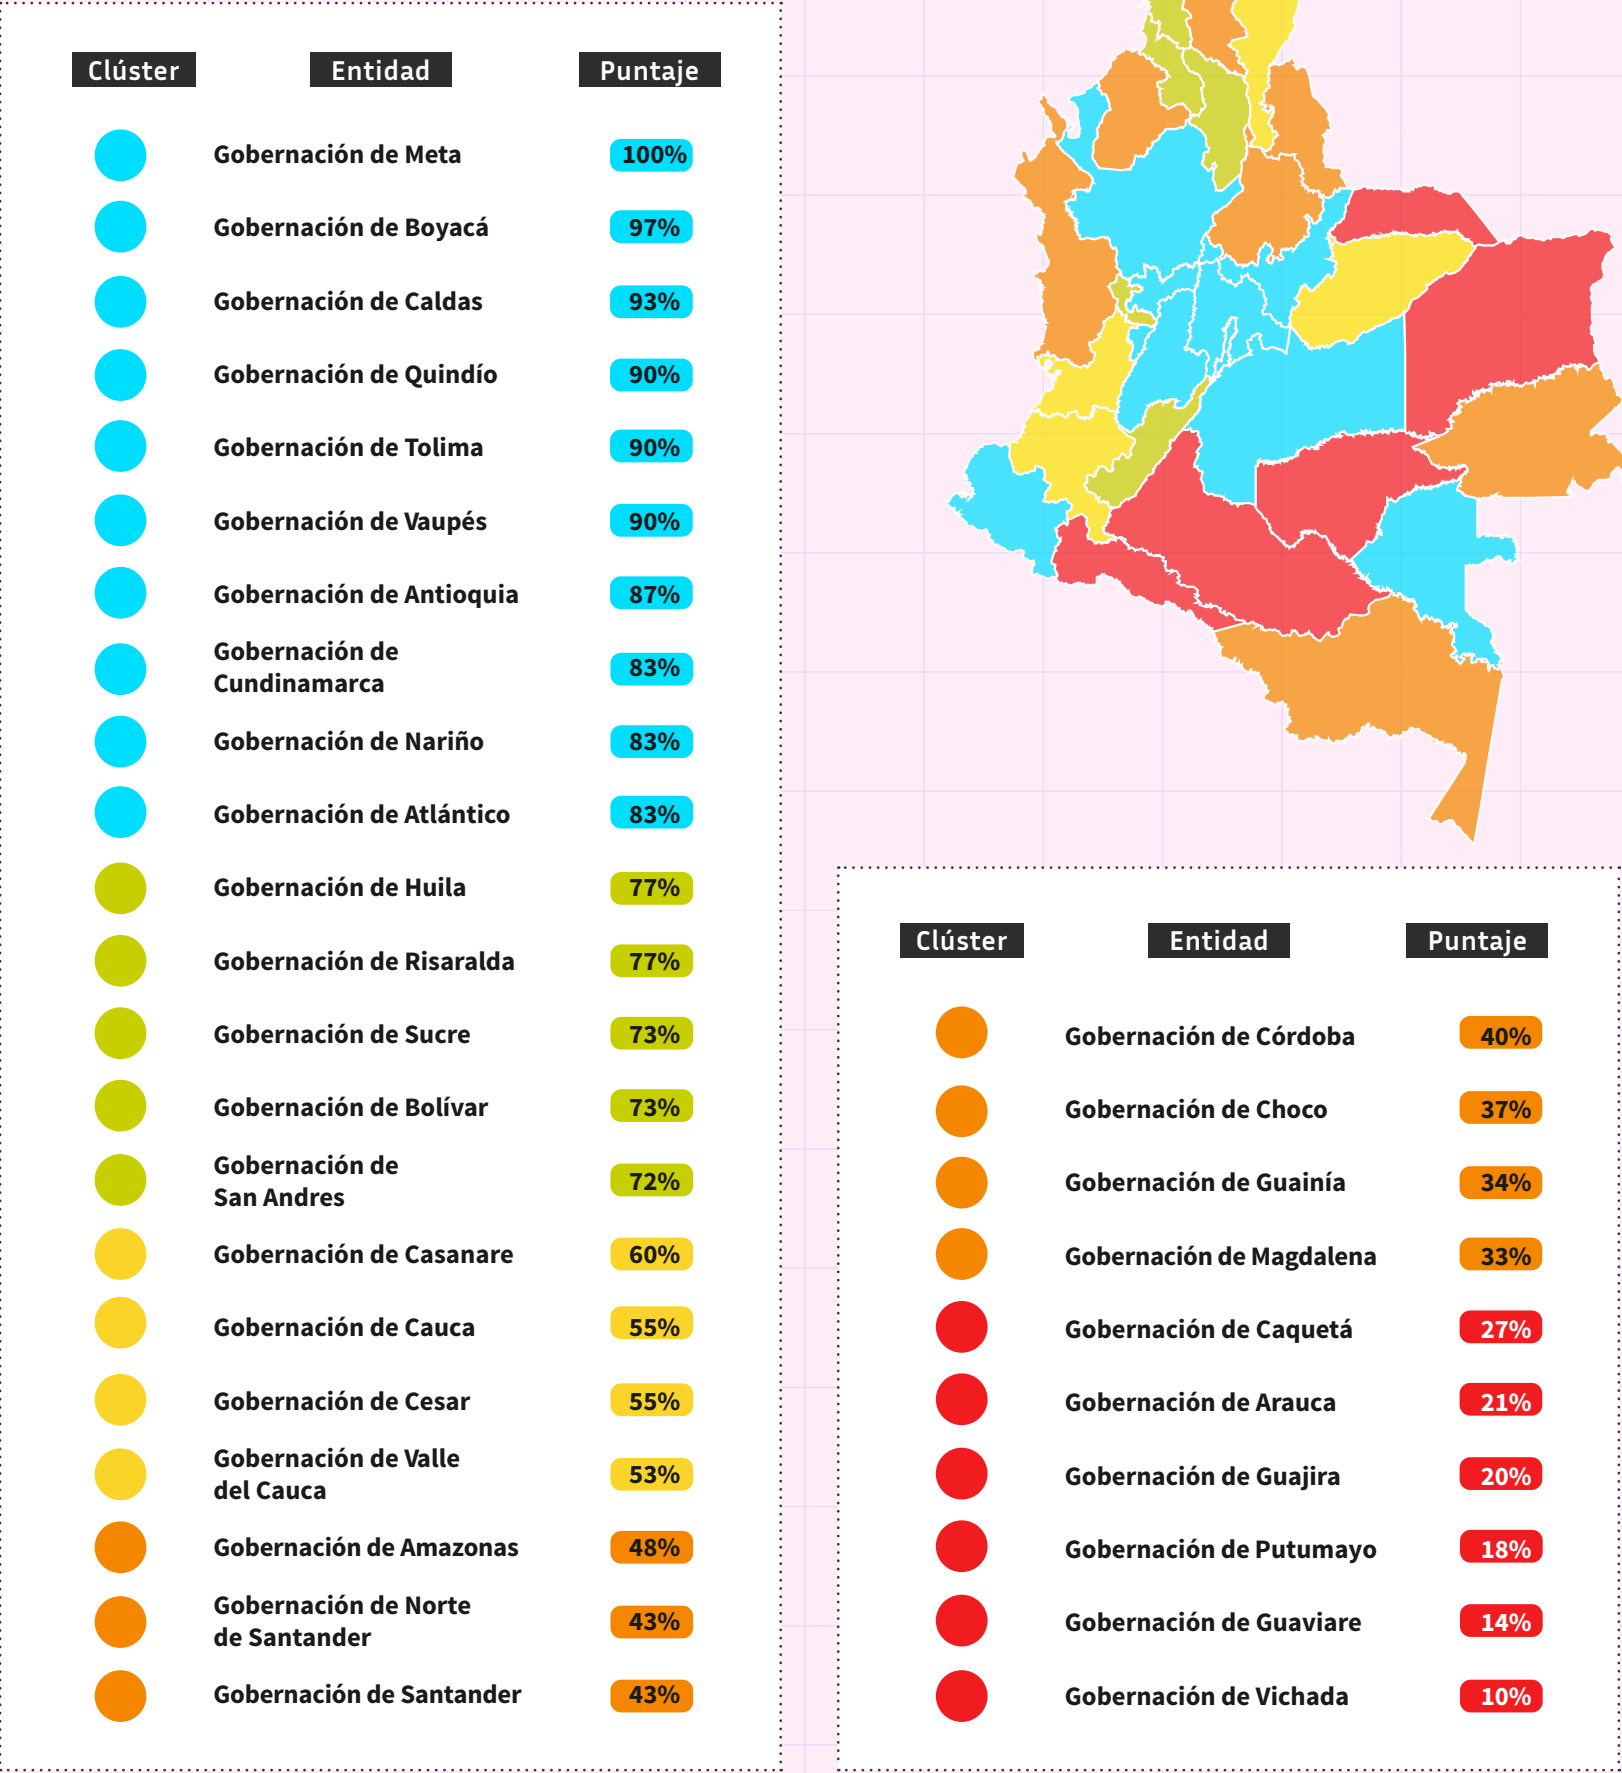 Clúster Entidad Puntaje
Gobernación de Meta 100%
Gobernación de Boyacá 97%
Gobernación de Caldas 93%
Gobernación de Quindío 90%
Gobernación de Tolima 90%
Gobernación de Vaupés 90%
Gobernación de Antioquia 87%
Gobernación de
Cundinamarca 83%
Gobernación de Nariño 83%
Gobernación de Atlántico 83%
Gobernación de Huila 77%
Gobernación de Risaralda 77%
Gobernación de Sucre 73%
Gobernación de Bolívar 73%
Gobernación de
San Andres 72%
Gobernación de Casanare 60%
Gobernación de Cauca 55%
Gobernación de Cesar 55%
Gobernación de Valle
del Cauca 53%
Gobernación de Amazonas 48%
Gobernación de Norte
de Santander 43%
Gobernación de Santander 43%
Clúster Entidad Puntaje
Gobernación de Córdoba 40%
Gobernación de Choco 37%
Gobernación de Guainía 34%
Gobernación de Magdalena 33%
Gobernación de Caquetá 27%
Gobernación de Arauca 21%
Gobernación de Guajira 20%
Gobernación de Putumayo 18%
Gobernación de Guaviare 14%
Gobernación de Vichada 10%